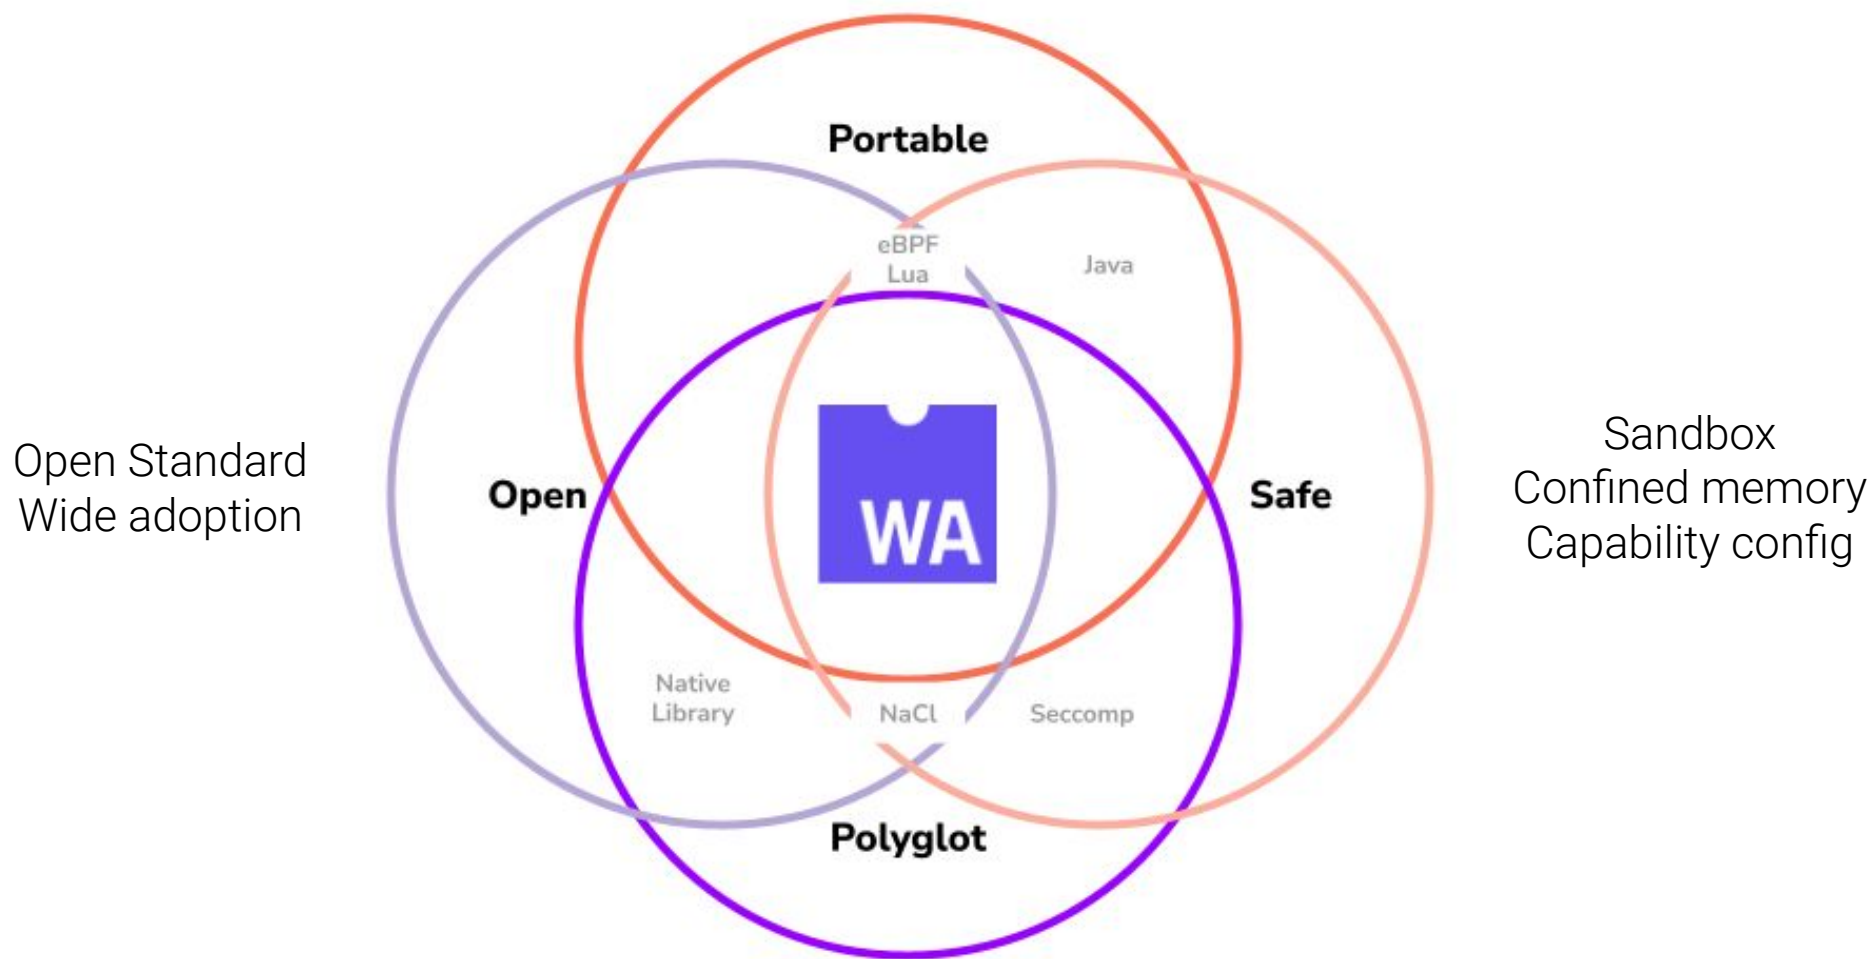 Portable
eBPF
Lua
Java
Open Standard
Wide adoption
Open
WA
Safe
Sandbox
Confined memory
Capability config
Native
Library
NaCl
Seccomp
Polyglot